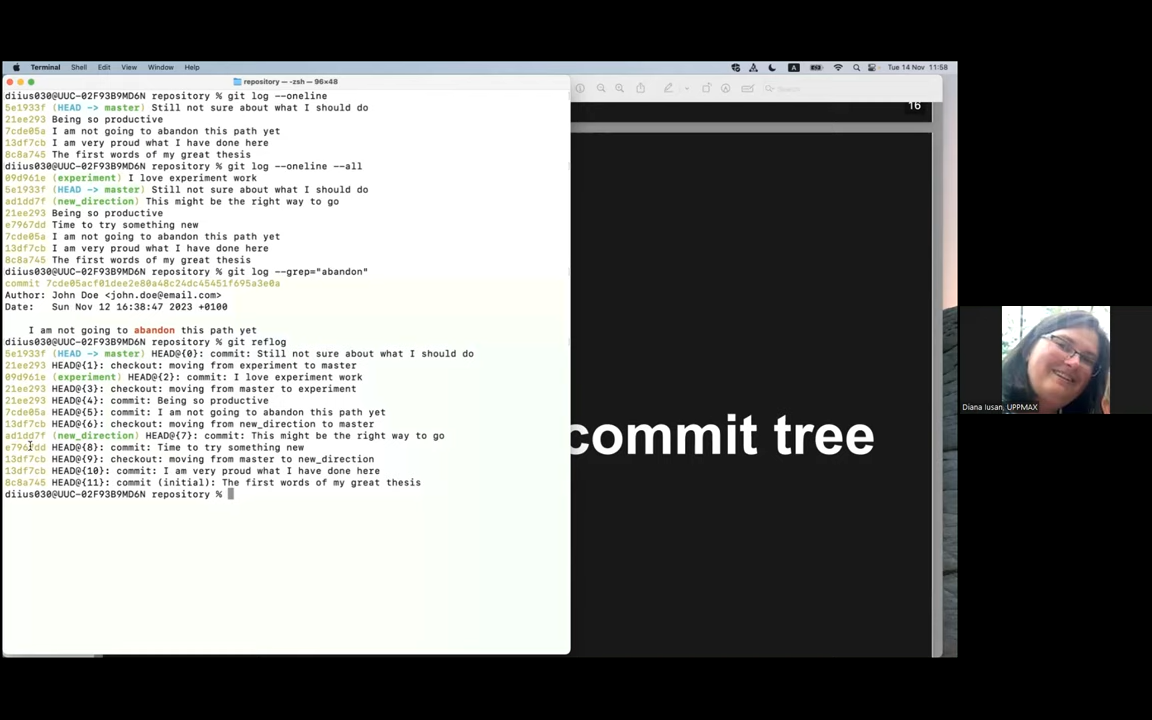 Terminal Shell Edit View Window Help
Tue 14 Nov 11:58
repository — -zsh — 96×48
Search
16
diius030@UUC-02F93B9MD6N repository % git log --oneline
5e1933f (HEAD -> master) Still not sure about what I should do
21ee293 Being so productive
7cde05a I am not going to abandon this path yet
13df7cb I am very proud what I have done here
8c8a745 The first words of my great thesis
diius030@UUC-02F93B9MD6N repository % git log --oneline --all
09d961e (experiment) I love experiment work
5e1933f (HEAD -> master) Still not sure about what I should do
ad1dd7f (new_direction) This might be the right way to go
21ee293 Being so productive
e7967dd Time to try something new
7cde05a I am not going to abandon this path yet
13df7cb I am very proud what I have done here
8c8a745 The first words of my great thesis
diius030@UUC-02F93B9MD6N repository % git log --grep="abandon"
commit 7cde05acf01dee2e80a48c24dc45451f695a3e0a
Author: John Doe <john.doe@email.com>
Date:   Sun Nov 12 16:38:47 2023 +0100
I am not going to abandon this path yet
diius030@UUC-02F93B9MD6N repository % git reflog
5e1933f (HEAD -> master) HEAD@{0}: commit: Still not sure about what I should do
21ee293 HEAD@{1}: checkout: moving from experiment to master
09d961e (experiment) HEAD@{2}: commit: I love experiment work
21ee293 HEAD@{3}: checkout: moving from master to experiment
21ee293 HEAD@{4}: commit: Being so productive
7cde05a HEAD@{5}: commit: I am not going to abandon this path yet
13df7cb HEAD@{6}: checkout: moving from new_direction to master
ad1dd7f (new_direction) HEAD@{7}: commit: This might be the right way to go
e7967dd HEAD@{8}: commit: Time to try something new
13df7cb HEAD@{9}: checkout: moving from master to new_direction
13df7cb HEAD@{10}: commit: I am very proud what I have done here
8c8a745 HEAD@{11}: commit (initial): The first words of my great thesis
diius030@UUC-02F93B9MD6N repository %
commit tree
Diana Iusan, UPPMAX